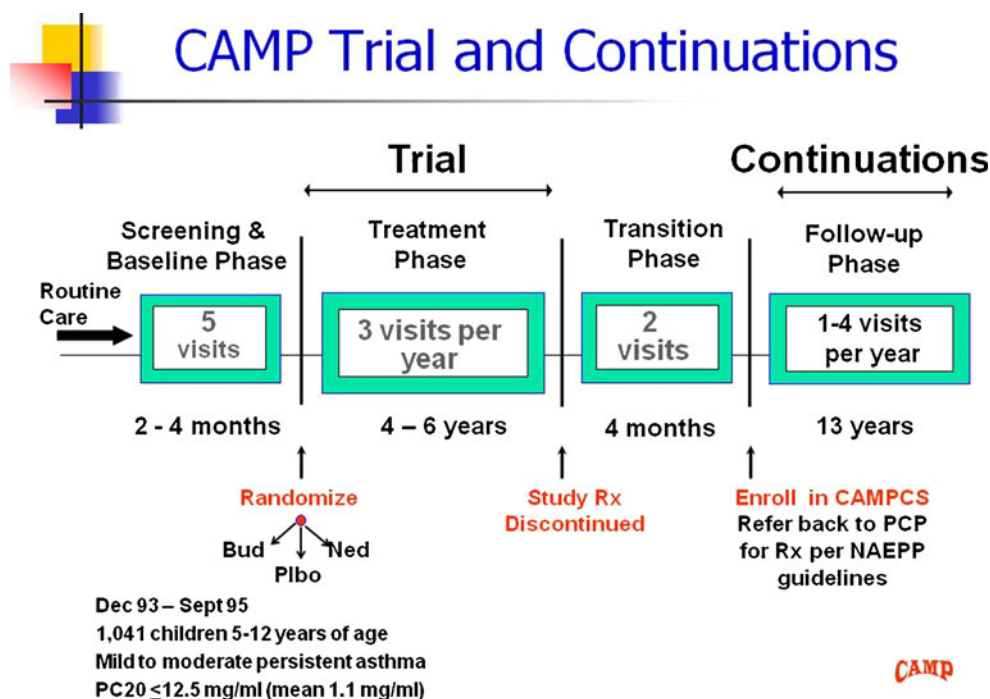 CAMP Trial and Continuations
Trial
Continuations
Screening &
Baseline Phase
Treatment
Phase
Transition
Phase
Follow-up
Phase
Routine
Care
5
visits
3 visits per
year
2
visits
1-4 visits
per year
2 - 4 months
4 – 6 years
4 months
13 years
Randomize
Bud
Ned
Plbo
Study Rx
Discontinued
Enroll in CAMPCS
Refer back to PCP
for Rx per NAEPP
guidelines
Dec 93 – Sept 95
1,041 children 5-12 years of age
Mild to moderate persistent asthma
PC20 ≤12.5 mg/ml (mean 1.1 mg/ml)
CAMP